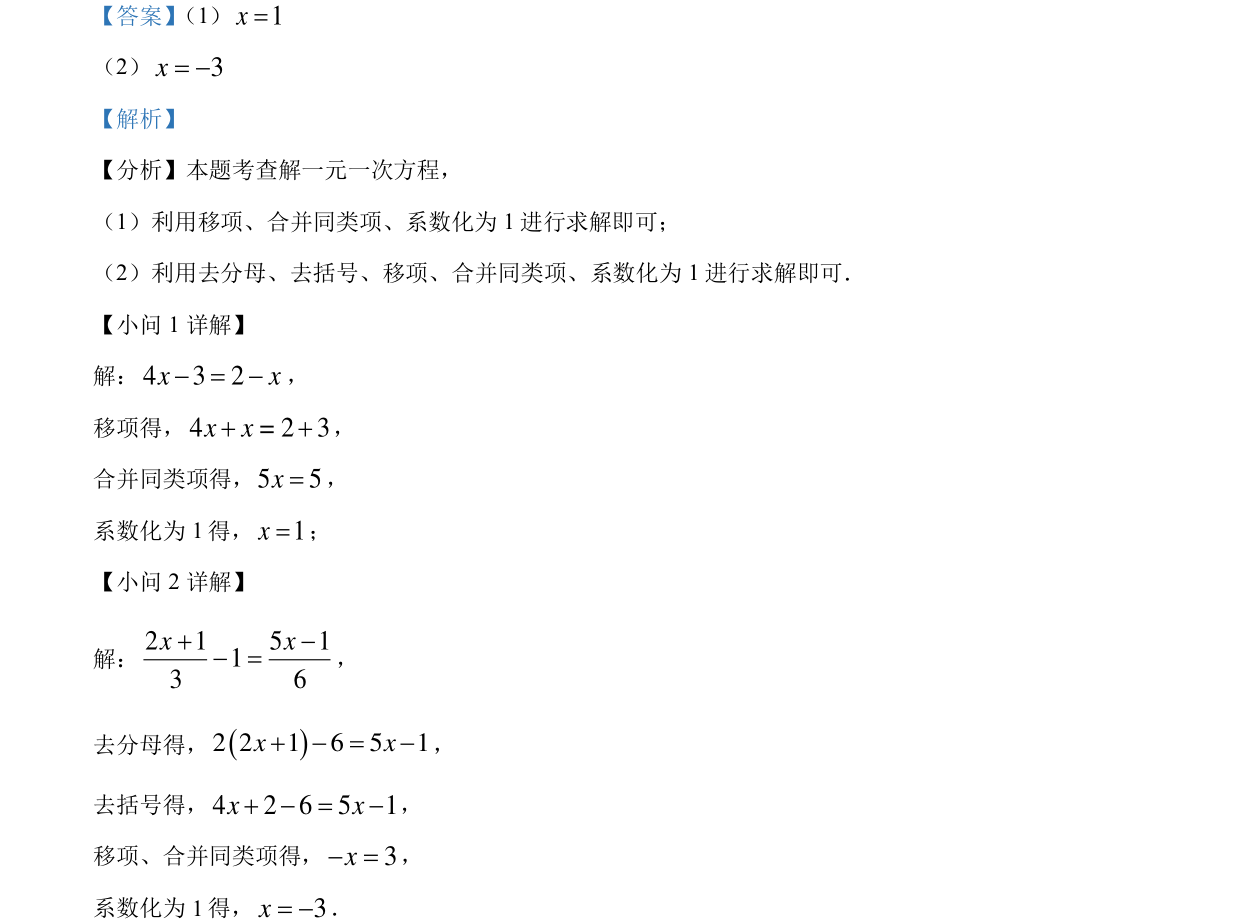 【答案】（1）x=1
（2）x=−3
【解析】
【分析】本题考查解一元一次方程，
（1）利用移项、合并同类项、系数化为 1 进行求解即可；
（2）利用去分母、去括号、移项、合并同类项、系数化为 1 进行求解即可．
【小问 1 详解】
解：4x−3=2−x，
移项得，4x+x=2+3，
合并同类项得，5x=5，
系数化为 1 得，x=1；
【小问 2 详解】
解：(2x+1)/3−1=(5x−1)/6，
去分母得，2(2x+1)−6=5x−1，
去括号得，4x+2−6=5x−1，
移项、合并同类项得，−x=3，
系数化为 1 得，x=−3．